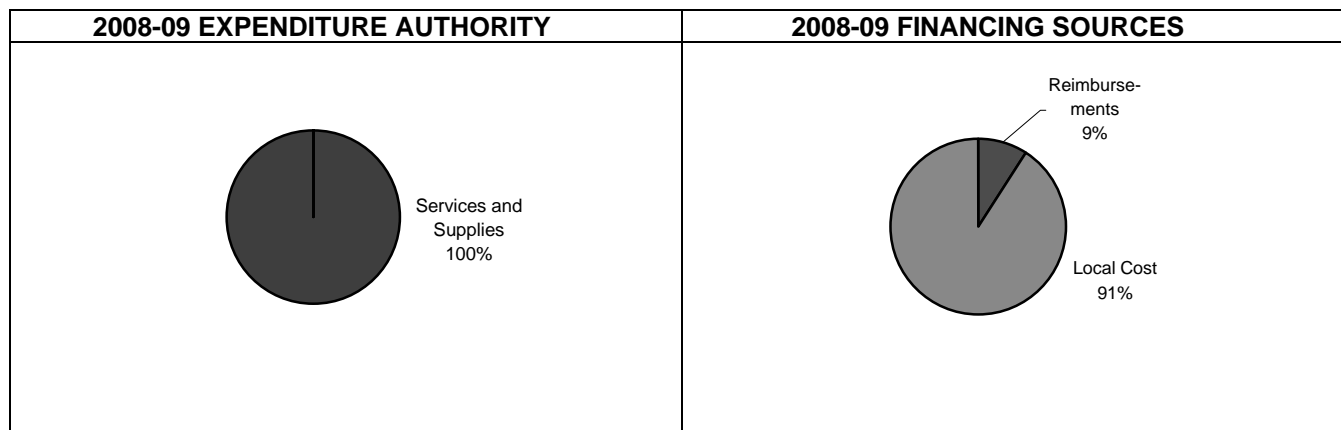 2008-09 EXPENDITURE AUTHORITY
2008-09 FINANCING SOURCES
Services and
Supplies
100%
Reimburse-
ments
9%
Local Cost
91%